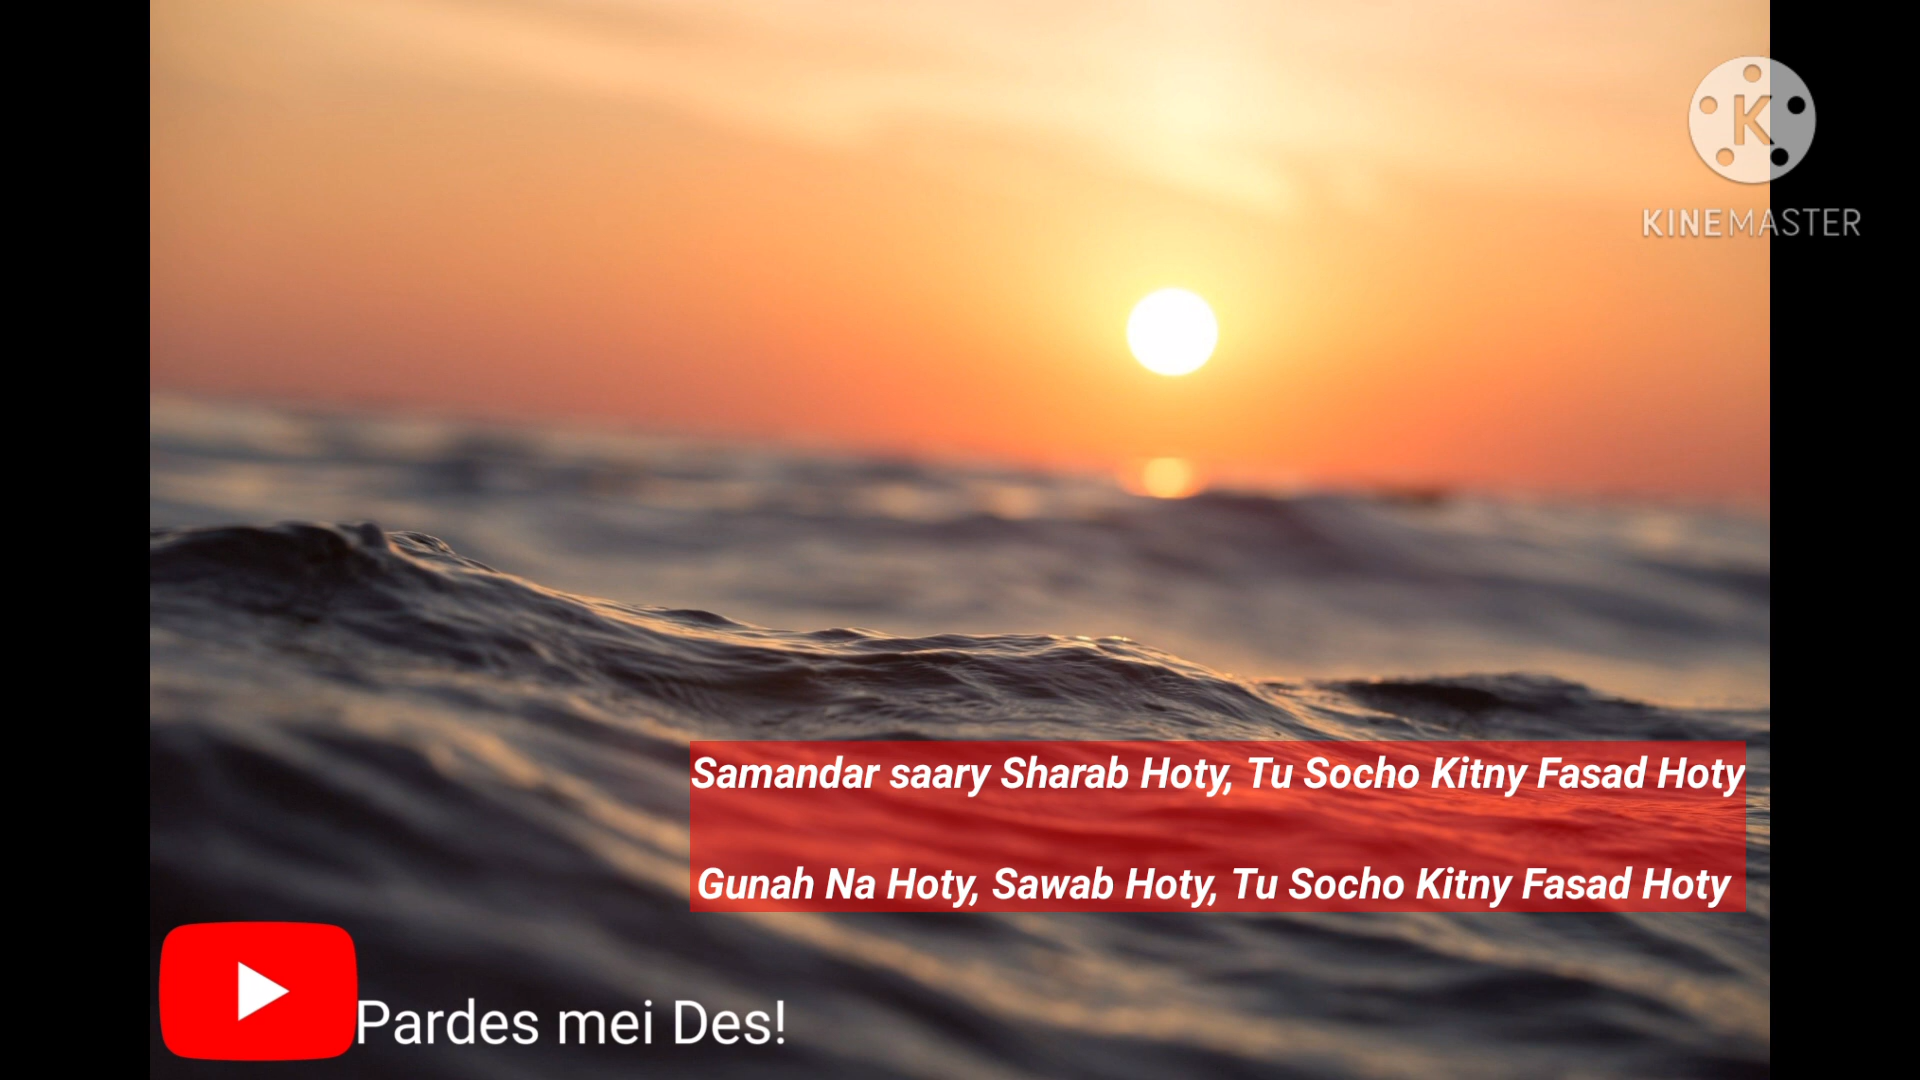 K
KINEMASTER
Samandar saary Sharab Hoty, Tu Socho Kitny Fasad Hoty
Gunah Na Hoty, Sawab Hoty, Tu Socho Kitny Fasad Hoty
Pardes mei Des!